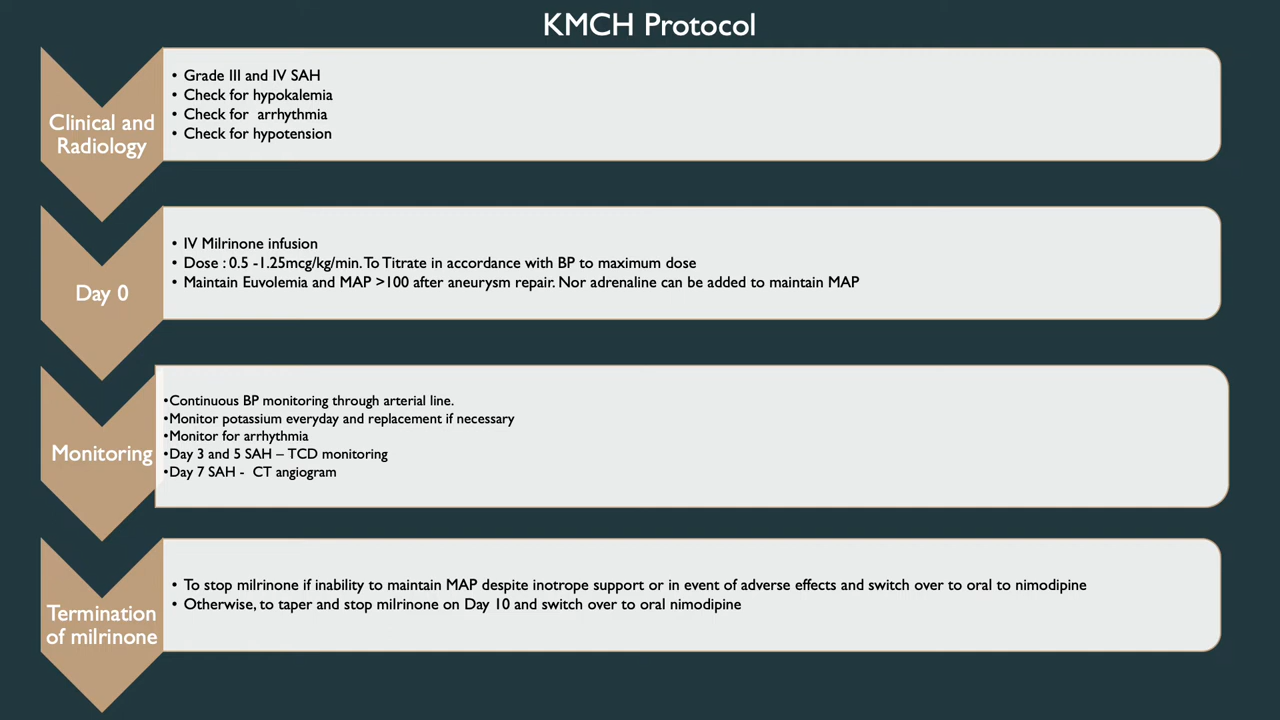 KMCH Protocol
Clinical and
Radiology
• Grade III and IV SAH
• Check for hypokalemia
• Check for  arrhythmia
• Check for hypotension
Day 0
• IV Milrinone infusion
• Dose : 0.5 -1.25mcg/kg/min. To Titrate in accordance with BP to maximum dose
• Maintain Euvolemia and MAP >100 after aneurysm repair. Nor adrenaline can be added to maintain MAP
Monitoring
•Continuous BP monitoring through arterial line.
•Monitor potassium everyday and replacement if necessary
•Monitor for arrhythmia
•Day 3 and 5 SAH – TCD monitoring
•Day 7 SAH -  CT angiogram
Termination
of milrinone
• To stop milrinone if inability to maintain MAP despite inotrope support or in event of adverse effects and switch over to oral to nimodipine
• Otherwise, to taper and stop milrinone on Day 10 and switch over to oral nimodipine